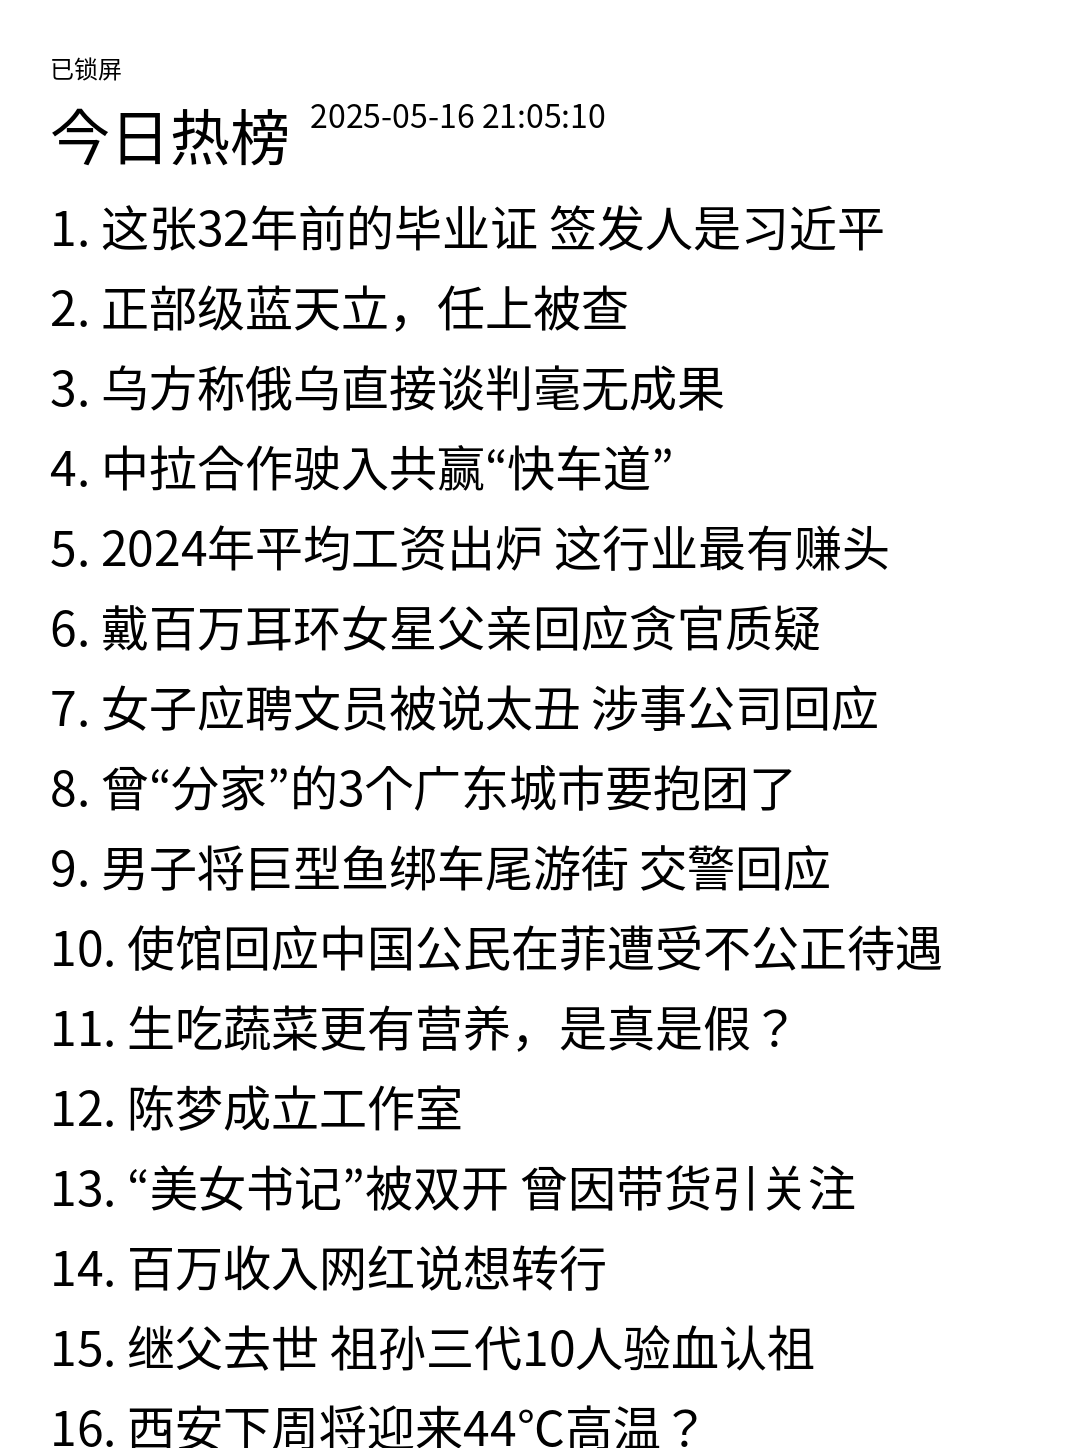 已锁屏
今日热榜 2025-05-16 21:05:10
1. 这张32年前的毕业证 签发人是习近平
2. 正部级蓝天立，任上被查
3. 乌方称俄乌直接谈判毫无成果
4. 中拉合作驶入共赢“快车道”
5. 2024年平均工资出炉 这行业最有赚头
6. 戴百万耳环女星父亲回应贪官质疑
7. 女子应聘文员被说太丑 涉事公司回应
8. 曾“分家”的3个广东城市要抱团了
9. 男子将巨型鱼绑车尾游街 交警回应
10. 使馆回应中国公民在菲遭受不公正待遇
11. 生吃蔬菜更有营养，是真是假？
12. 陈梦成立工作室
13. “美女书记”被双开 曾因带货引关注
14. 百万收入网红说想转行
15. 继父去世 祖孙三代10人验血认祖
16. 西安下周将迎来44℃高温？